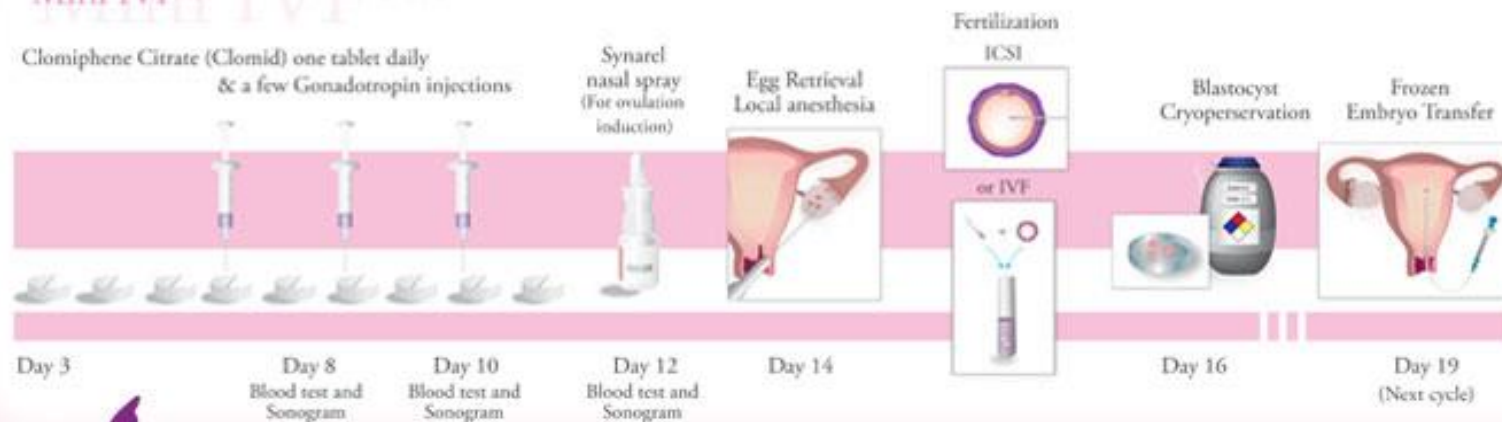 Mini IVF
Clomiphene Citrate (Clomid) one tablet daily
& a few Gonadotropin injections
Synarel
nasal spray
(For ovulation
induction)
Egg Retrieval
Local anesthesia
Fertilization
ICSI
or IVF
Blastocyst
Cryoperservation
Frozen
Embryo Transfer
Day 3
Day 8
Blood test and
Sonogram
Day 10
Blood test and
Sonogram
Day 12
Blood test and
Sonogram
Day 14
Day 16
Day 19
(Next cycle)